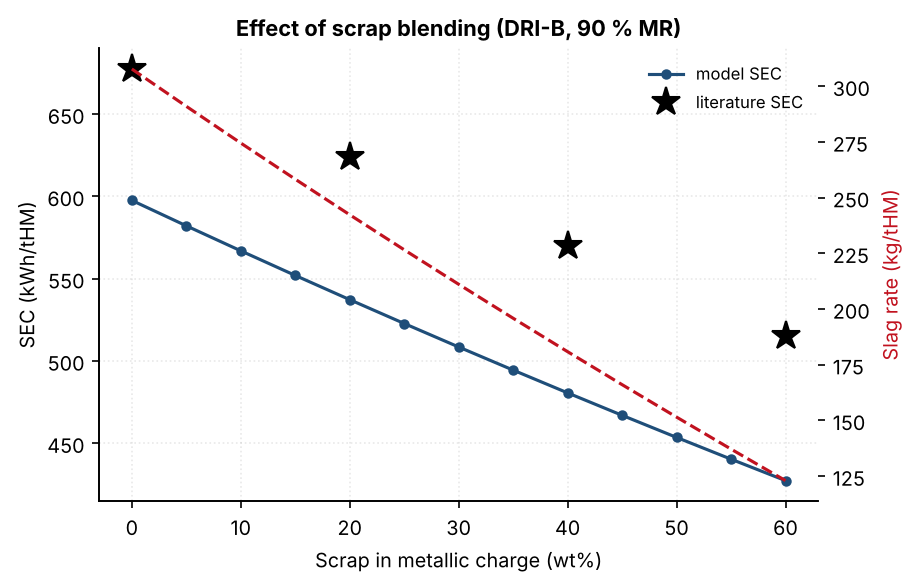 Effect of scrap blending (DRI-B, 90 % MR)
model SEC
literature SEC
SEC (kWh/tHM)
650
600
550
500
450
300
275
250
225
200
175
150
125
Slag rate (kg/tHM)
0 10 20 30 40 50 60
Scrap in metallic charge (wt%)